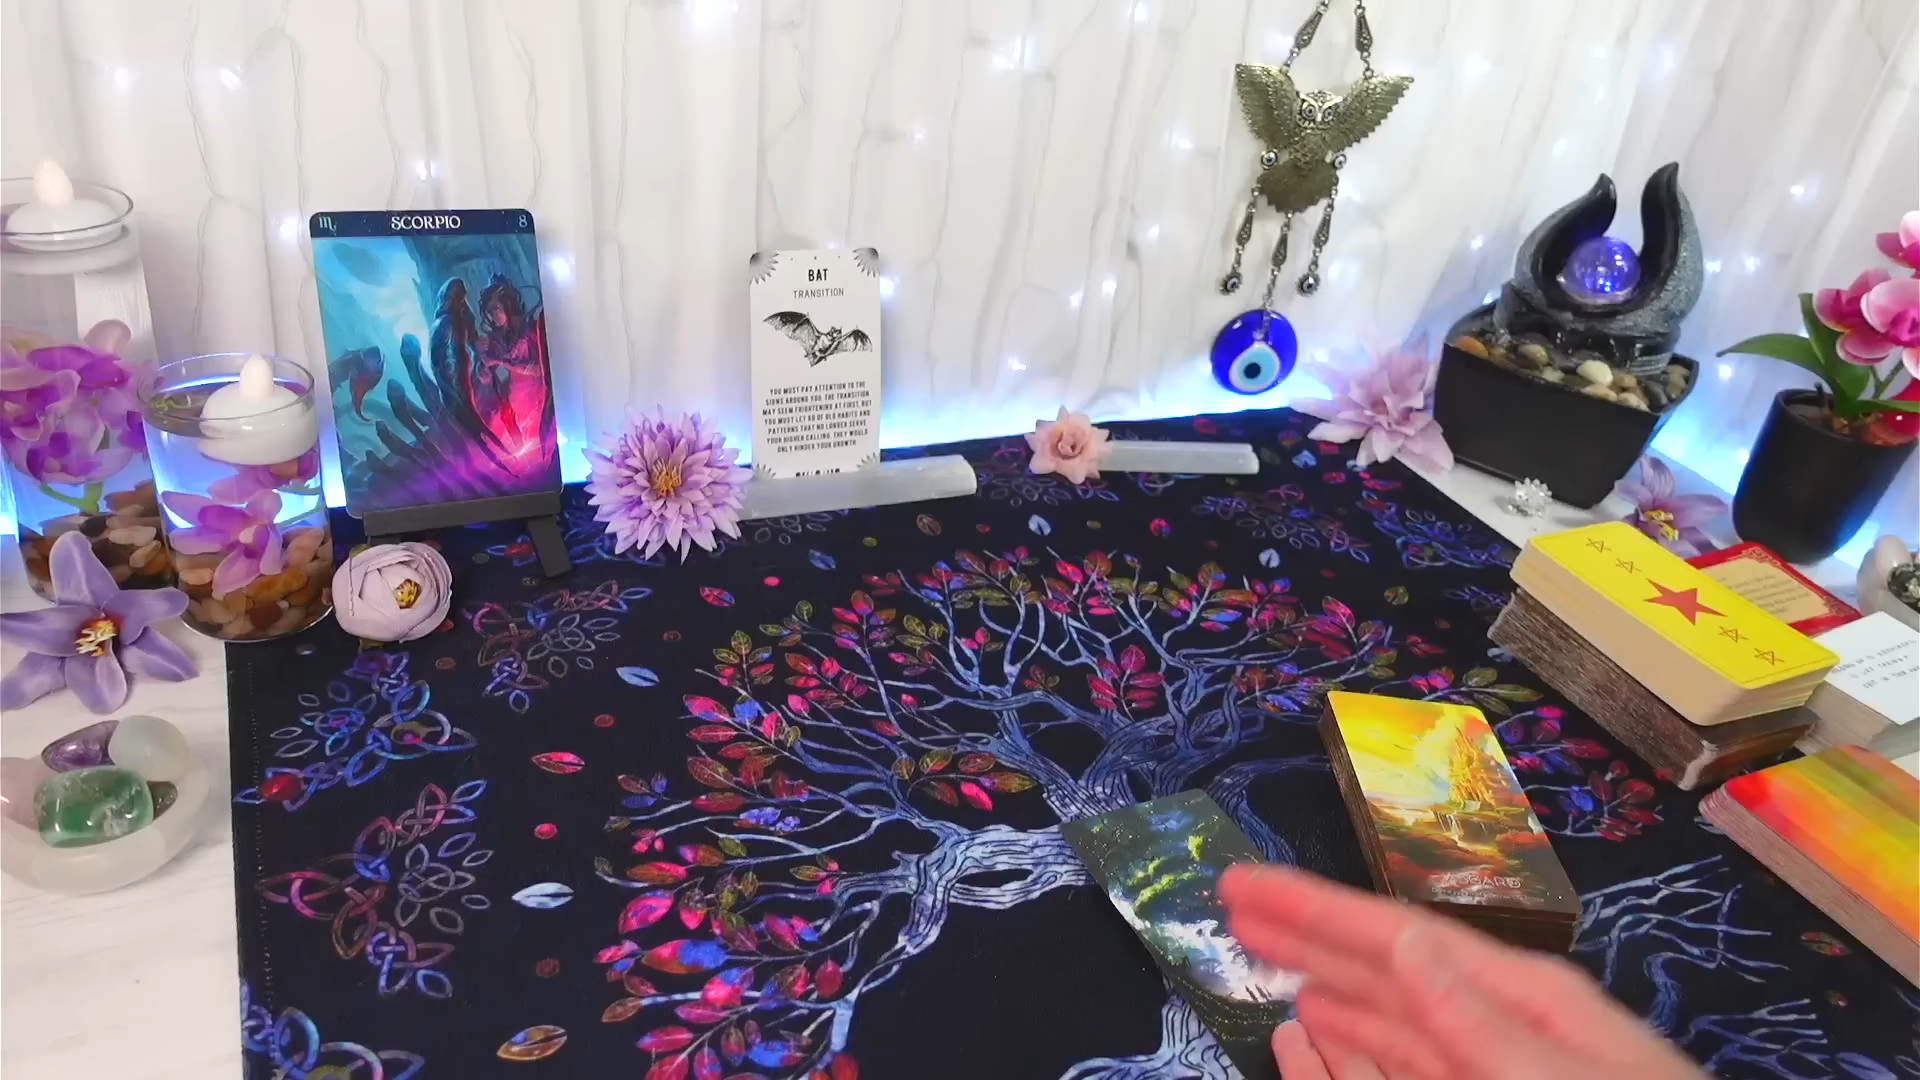 ♏ SCORPIO 8
BAT
TRANSITION
YOU MUST PAY ATTENTION TO THE
SIGNS AROUND YOU. THE TRANSITION
MAY SEEM FRIGHTENING AT FIRST, BUT
YOU MUST LET GO OF OLD HABITS AND
PATTERNS THAT NO LONGER SERVE
YOUR HIGHER CALLING. THEY WOULD
ONLY HINDER YOUR GROWTH
ASGARD